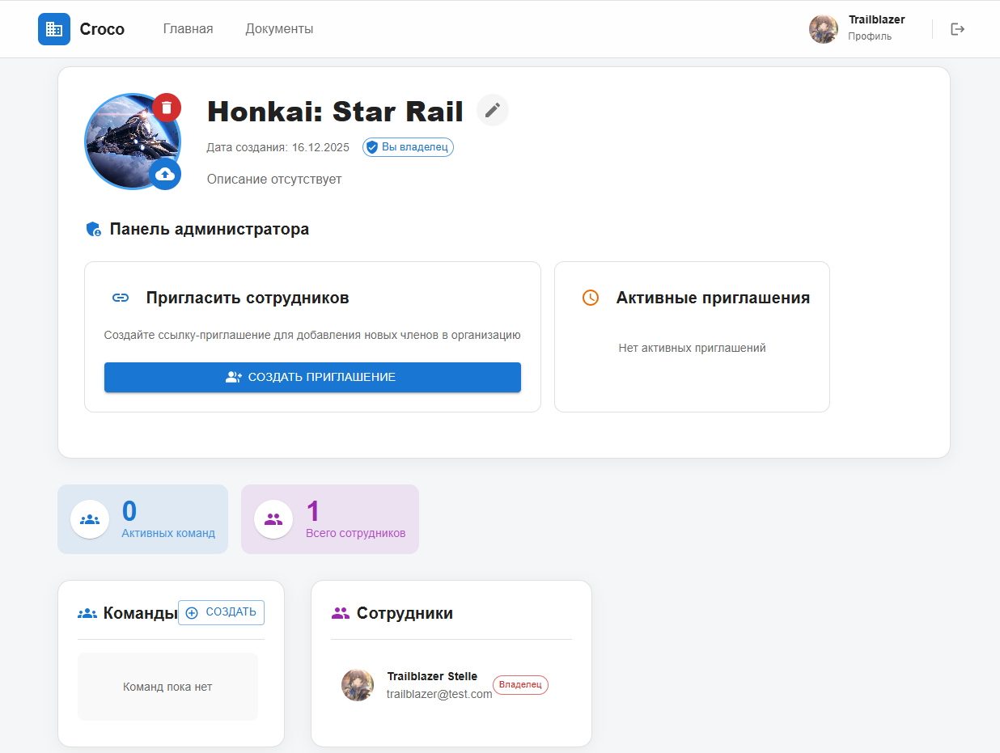 Croco
Главная
Документы
Trailblazer
Профиль
Honkai: Star Rail
Дата создания: 16.12.2025
Вы владелец
Описание отсутствует
Панель администратора
Пригласить сотрудников
Создайте ссылку-приглашение для добавления новых членов в организацию
СОЗДАТЬ ПРИГЛАШЕНИЕ
Активные приглашения
Нет активных приглашений
0
Активных команд
1
Всего сотрудников
Команды
СОЗДАТЬ
Команд пока нет
Сотрудники
Trailblazer Stelle
trailblazer@test.com
Владелец